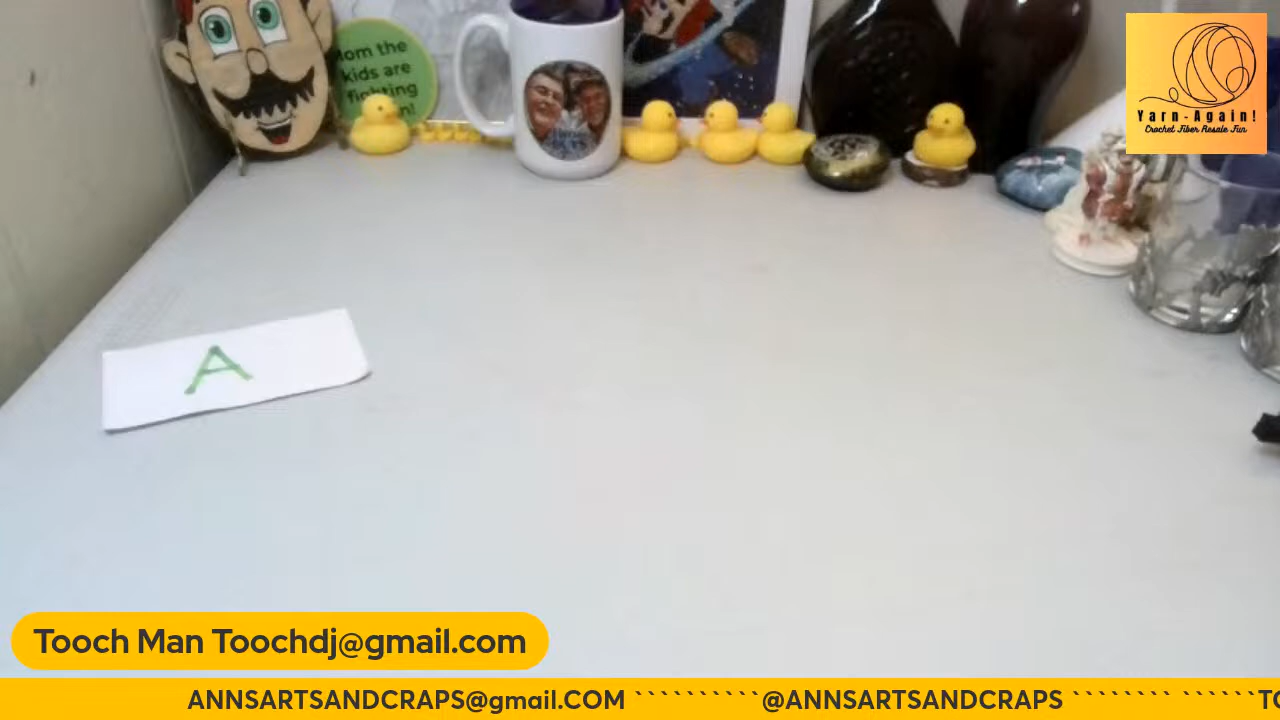 Mom the
kids are
fighting
Yarn-Again!
Crochet Fiber Resale Fun
A
Tooch Man Toochdj@gmail.com
ANNSARTSANDCRAPS@gmail.COM ``````````@ANNSARTSANDCRAPS ```````` ``````TO